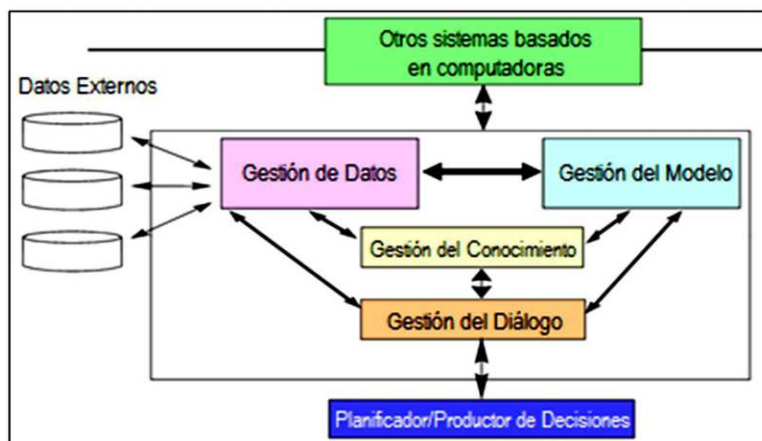 Otros sistemas basados
en computadoras
Datos Externos
Gestión de Datos
Gestión del Modelo
Gestión del Conocimiento
Gestión del Diálogo
Planificador/Productor de Decisiones